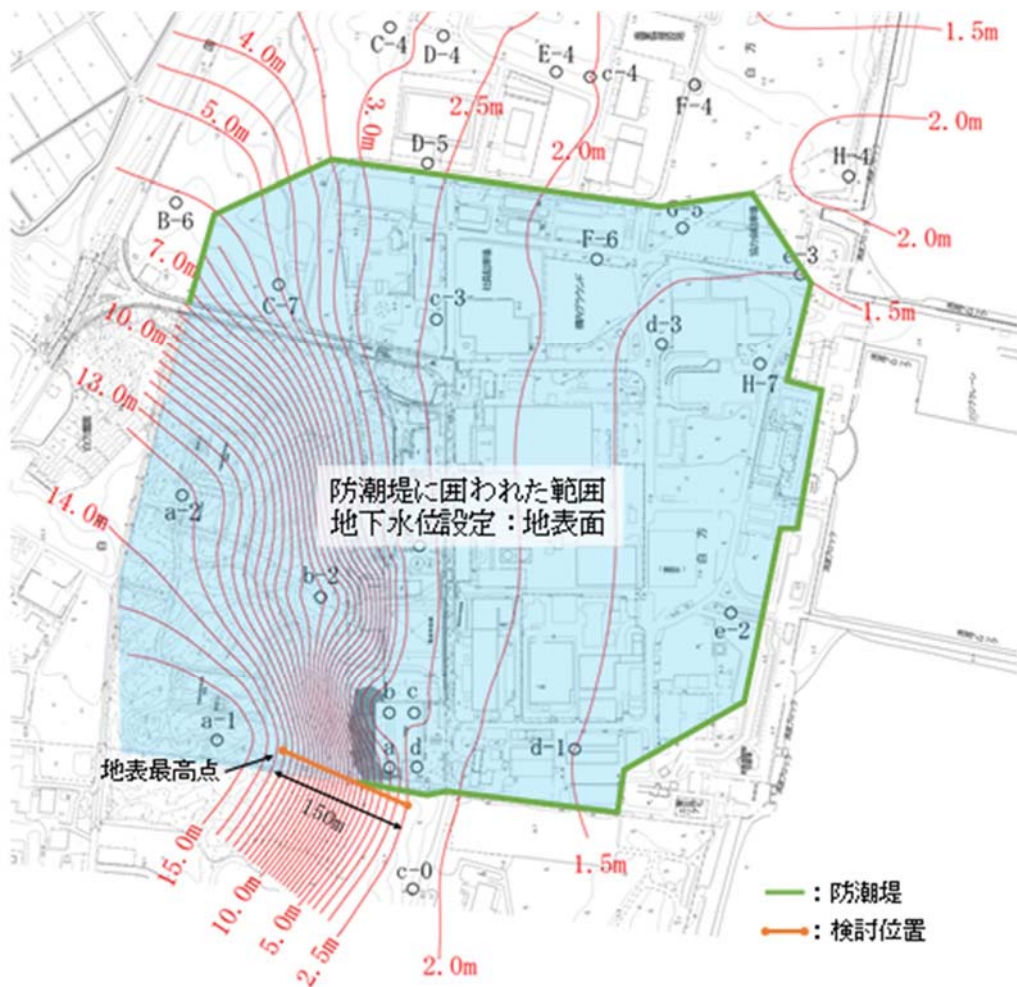 4.0m
C-4
D-4
E-4
c-4
F-4
1.5m
3.0m
2.5m
2.0m
5.0m
D-5
2.0m
H-4
B-6
2.0m
7.0m
F-6
C-7
c-3
e-3
1.5m
10.0m
d-3
H-7
13.0m
防潮堤に囲われた範囲
地下水位設定：地表面
14.0m
a-2
b-2
e-2
a-1
b
c
a
d
d-1
地表最高点
150m
15.0m
10.0m
5.0m
2.5m
c-0
2.0m
1.5m
：防潮堤
：検討位置